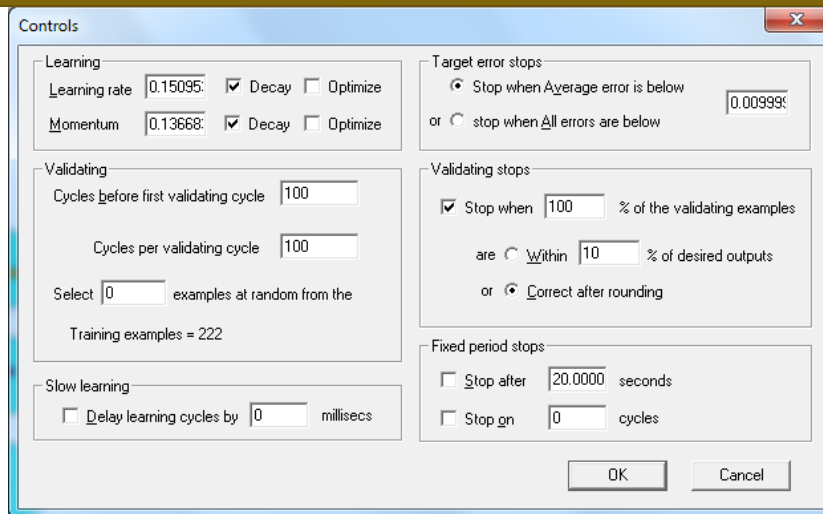 Controls
Learning
Learning rate 0.15095 Decay Optimize
Momentum 0.13668 Decay Optimize
Validating
Cycles before first validating cycle 100
Cycles per validating cycle 100
Select 0 examples at random from the
Training examples = 222
Slow learning
Delay learning cycles by 0 millisecs
Target error stops
Stop when Average error is below
0.00999
or stop when All errors are below
Validating stops
Stop when 100 % of the validating examples
are Within 10 % of desired outputs
or Correct after rounding
Fixed period stops
Stop after 20.0000 seconds
Stop on 0 cycles
OK Cancel